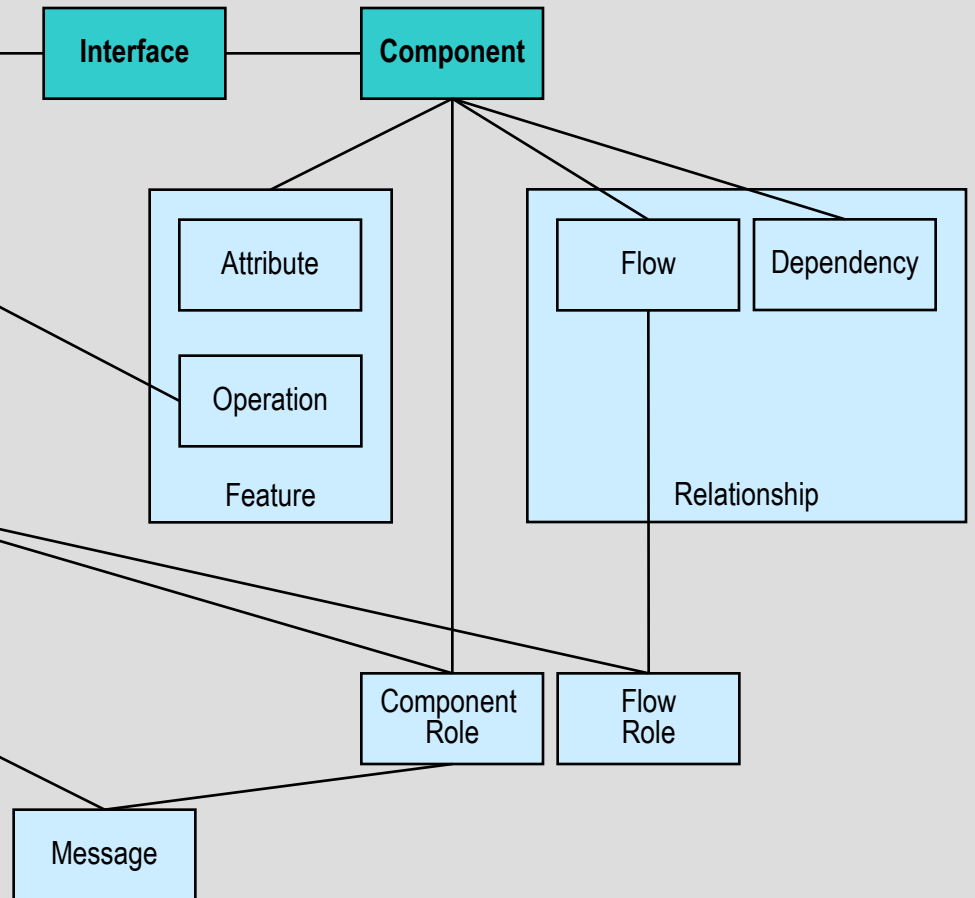 Interface
Component
Attribute
Operation
Feature
Flow
Dependency
Relationship
Component
Role
Flow
Role
Message